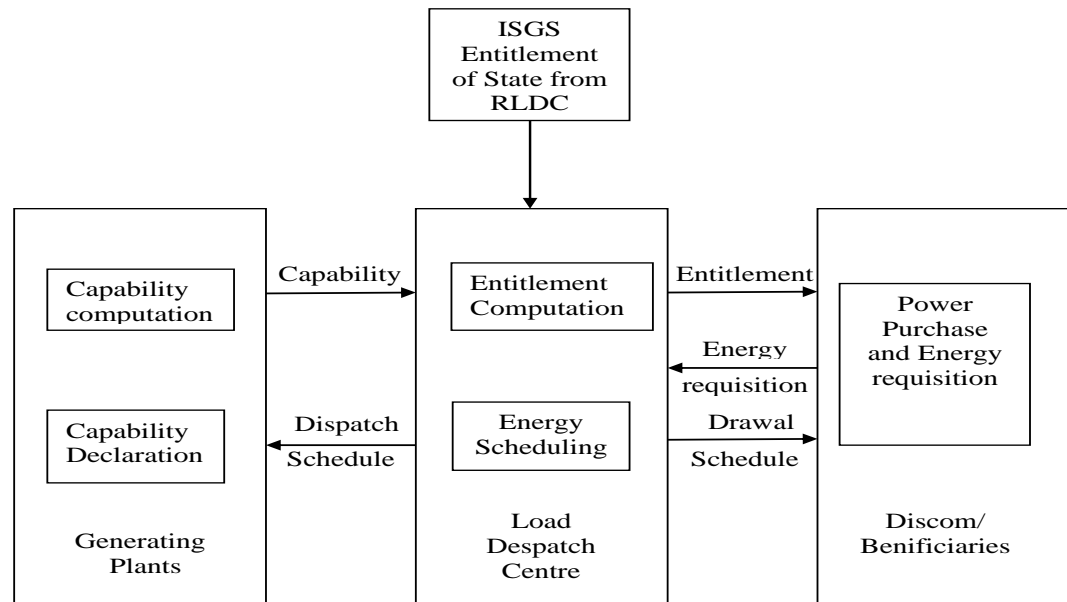 ISGS
Entitlement
of State from
RLDC
Capability
computation
Capability
Declaration
Generating
Plants
Capability
Dispatch
Schedule
Entitlement
Computation
Energy
Scheduling
Load
Despatch
Centre
Entitlement
Energy
requisition
Drawal
Schedule
Power
Purchase
and Energy
requisition
Discom/
Benificiaries